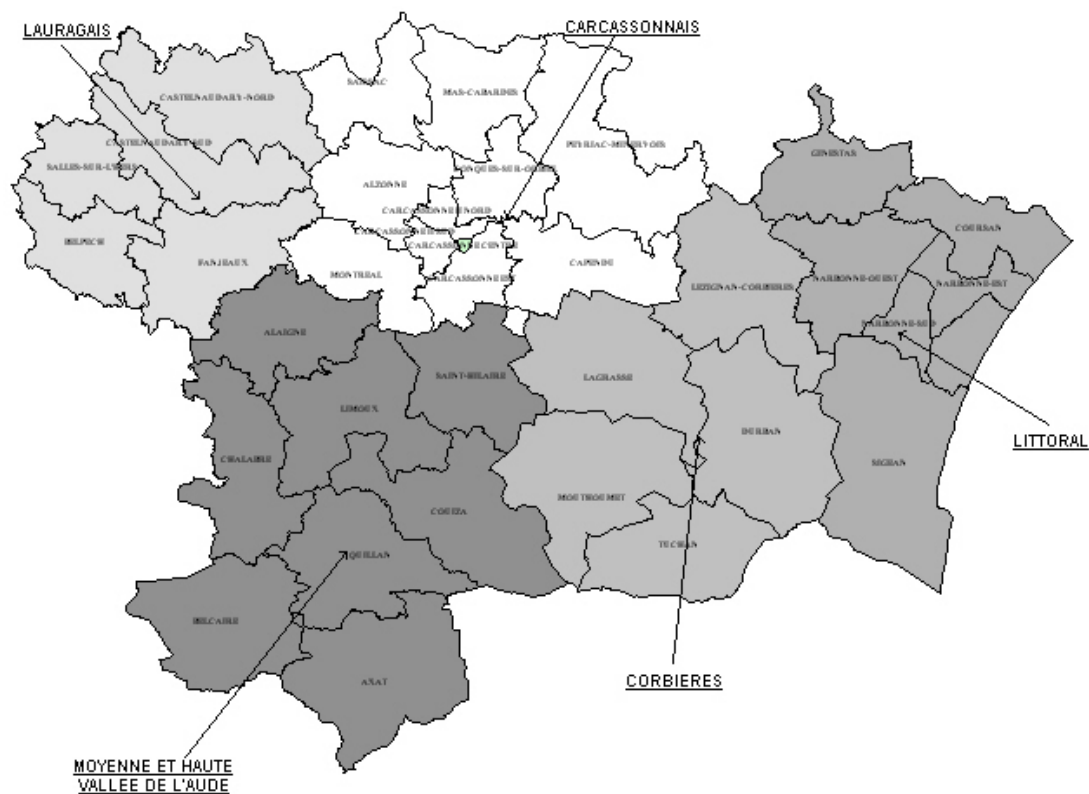 LAURAGAIS
CARCASSONNAIS
CASTELNAUDARY-NORD
SAISSAC
MAS-CABARDES
CASTELNAUDARY-SUD
PEYRIAC-MINERVOIS
GINESTAS
SALLES-SUR-L'HERS
CONQUES-SUR-ORBIEL
ALZONNE
CARCASSONNE NORD
COURSAN
CARCASSONNE SUD
BELPECH
CARCASSONNE CENTRE
FANJEAUX
MONTREAL
CARCASSONNE EST
CAPENDU
LEZIGNAN-CORBIERES
NARBONNE-OUEST
NARBONNE-EST
ALAIGNE
NARBONNE-SUD
SAINT-HILAIRE
LAGRASSE
LIMOUX
DURBAN
LITTORAL
CHALABRE
SIGEAN
MOUTHOUMET
COUIZA
TUCHAN
QUILLAN
BELCAIRE
AXAT
CORBIERES
MOYENNE ET HAUTE
VALLEE DE L'AUDE